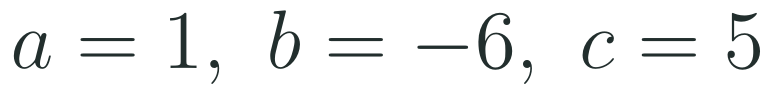 a = 1, b = −6, c = 5